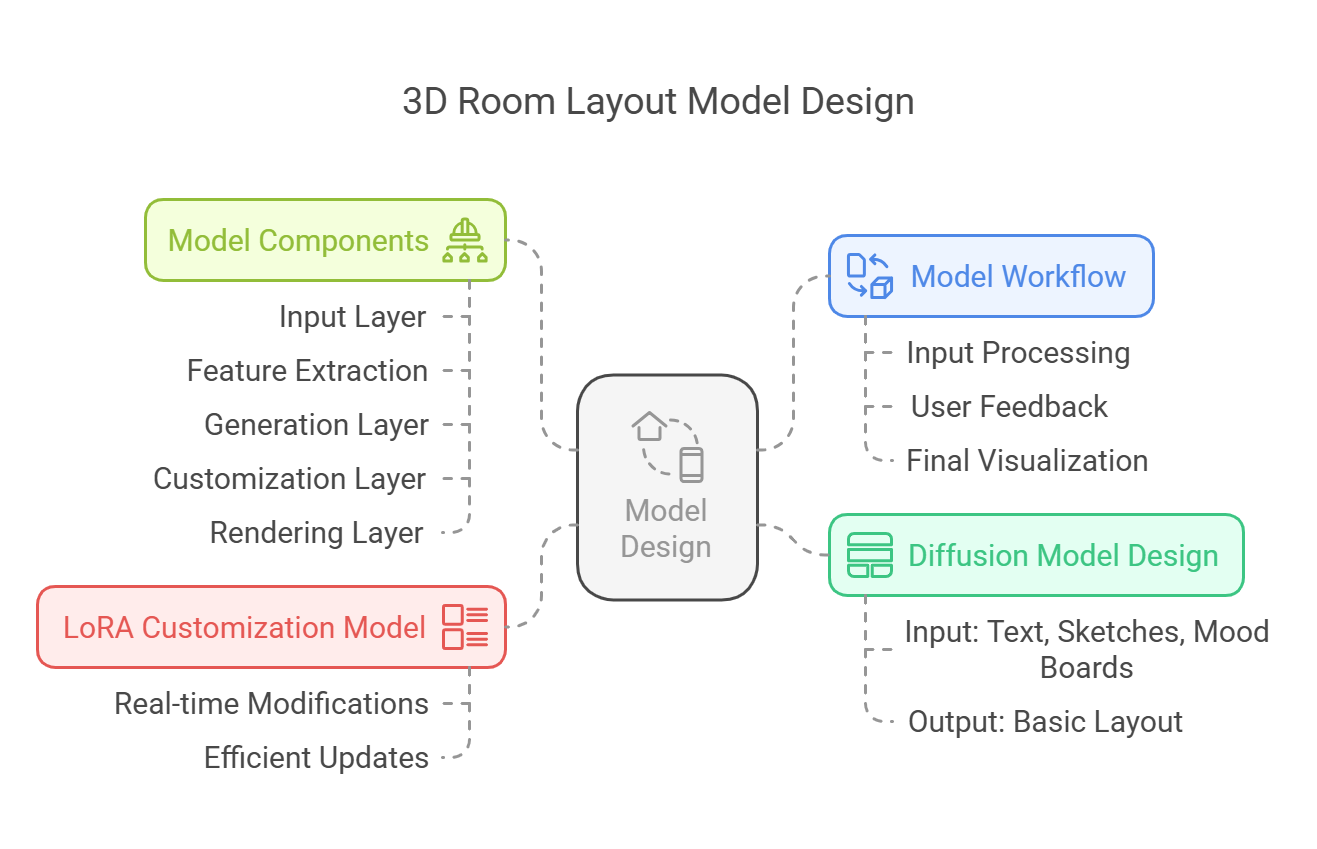 3D Room Layout Model Design
Model Components
Input Layer
Feature Extraction
Generation Layer
Customization Layer
Rendering Layer
LoRA Customization Model
Real-time Modifications
Efficient Updates
Model
Design
Model Workflow
Input Processing
User Feedback
Final Visualization
Diffusion Model Design
Input: Text, Sketches, Mood
Boards
Output: Basic Layout